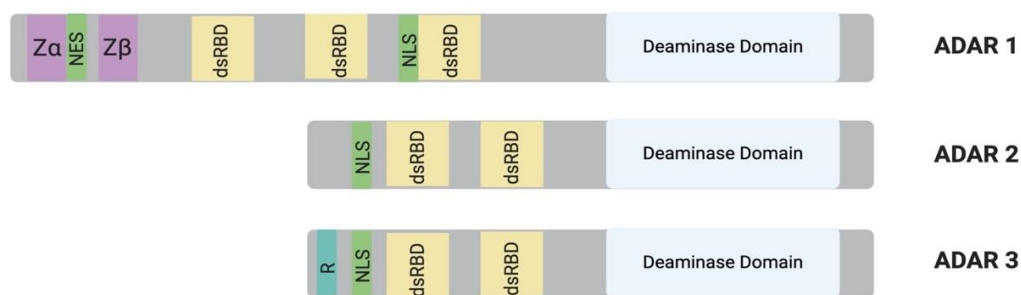 Zα NES Zβ dsRBD dsRBD NLS dsRBD Deaminase Domain ADAR 1
NLS dsRBD dsRBD Deaminase Domain ADAR 2
R NLS dsRBD dsRBD Deaminase Domain ADAR 3